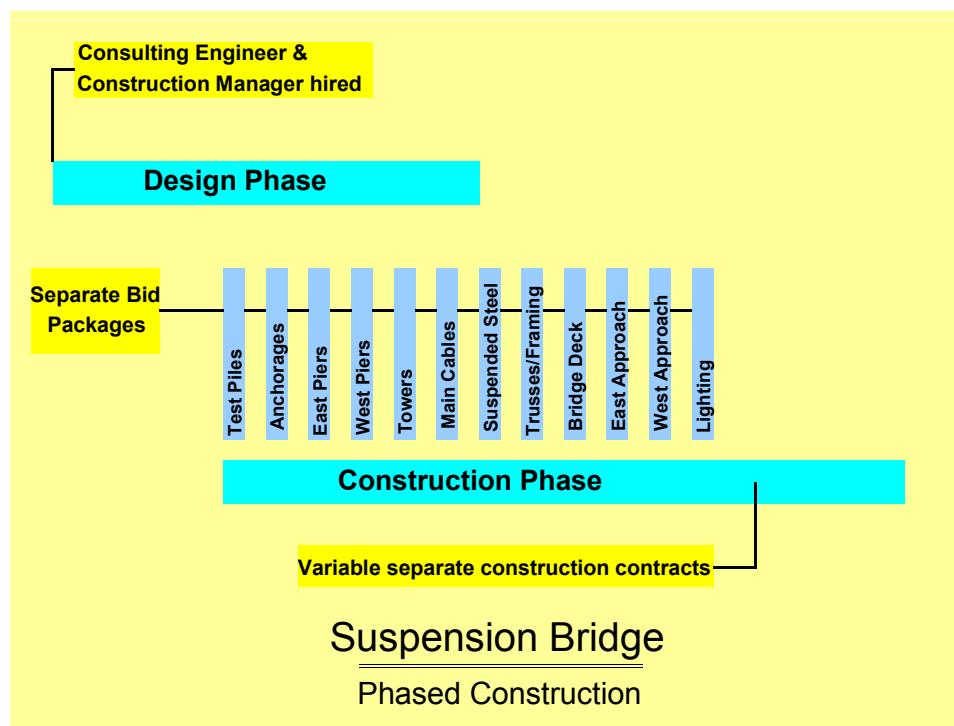 Consulting Engineer &
Construction Manager hired
Design Phase
Separate Bid
Packages
Test Piles
Anchorages
East Piers
West Piers
Towers
Main Cables
Suspended Steel
Trusses/Framing
Bridge Deck
East Approach
West Approach
Lighting
Construction Phase
Variable separate construction contracts
Suspension Bridge
Phased Construction